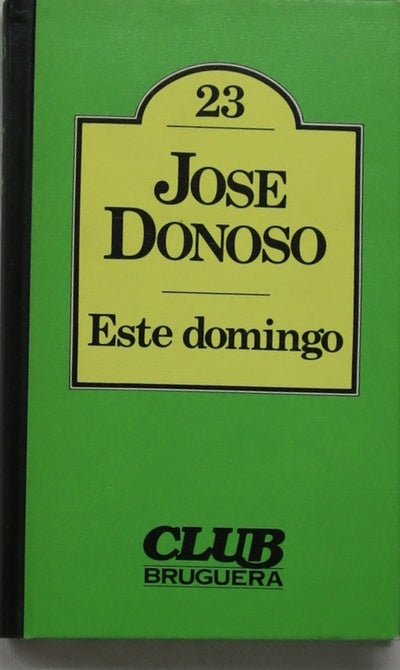 23
JOSE
DONOSO
Este domingo
CLUB
BRUGUERA